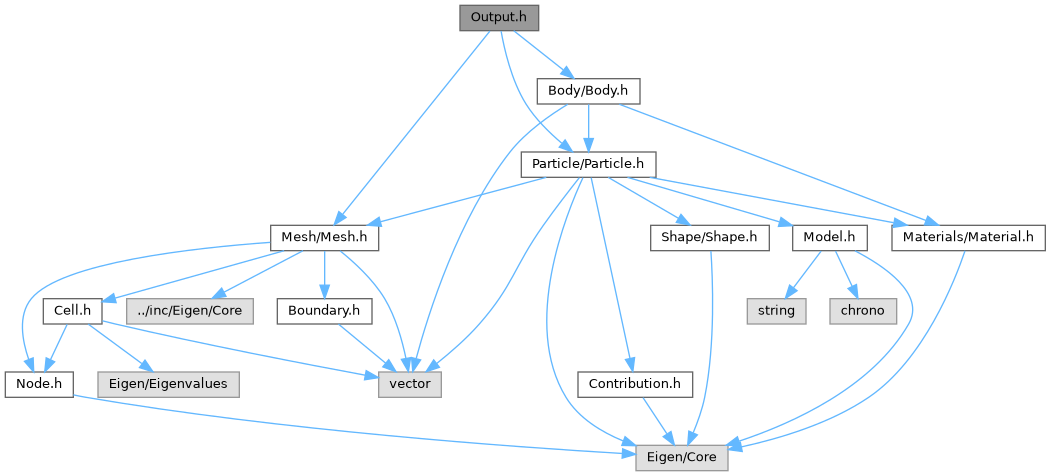 Output.h
Body/Body.h
Particle/Particle.h
Mesh/Mesh.h
Shape/Shape.h
Model.h
Materials/Material.h
Cell.h
../inc/Eigen/Core
Boundary.h
string
chrono
Node.h
Eigen/Eigenvalues
vector
Contribution.h
Eigen/Core